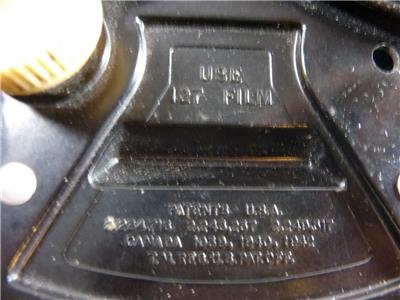 USE
127 FILM
PATENTS - U.S.A.
CANADA 1939, 1940, 1942
T.M. REG. U.S. PAT. OFF.